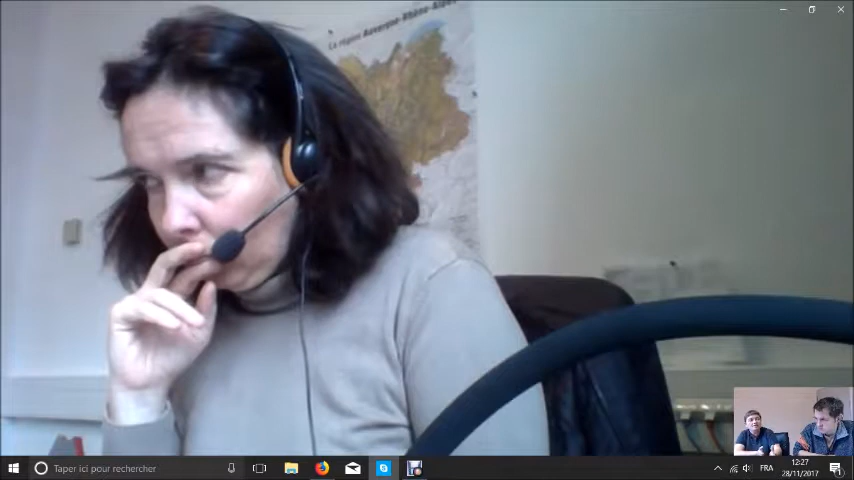 La région Auvergne-Rhône-Alpes
Taper ici pour rechercher
FRA
12:27
28/11/2017